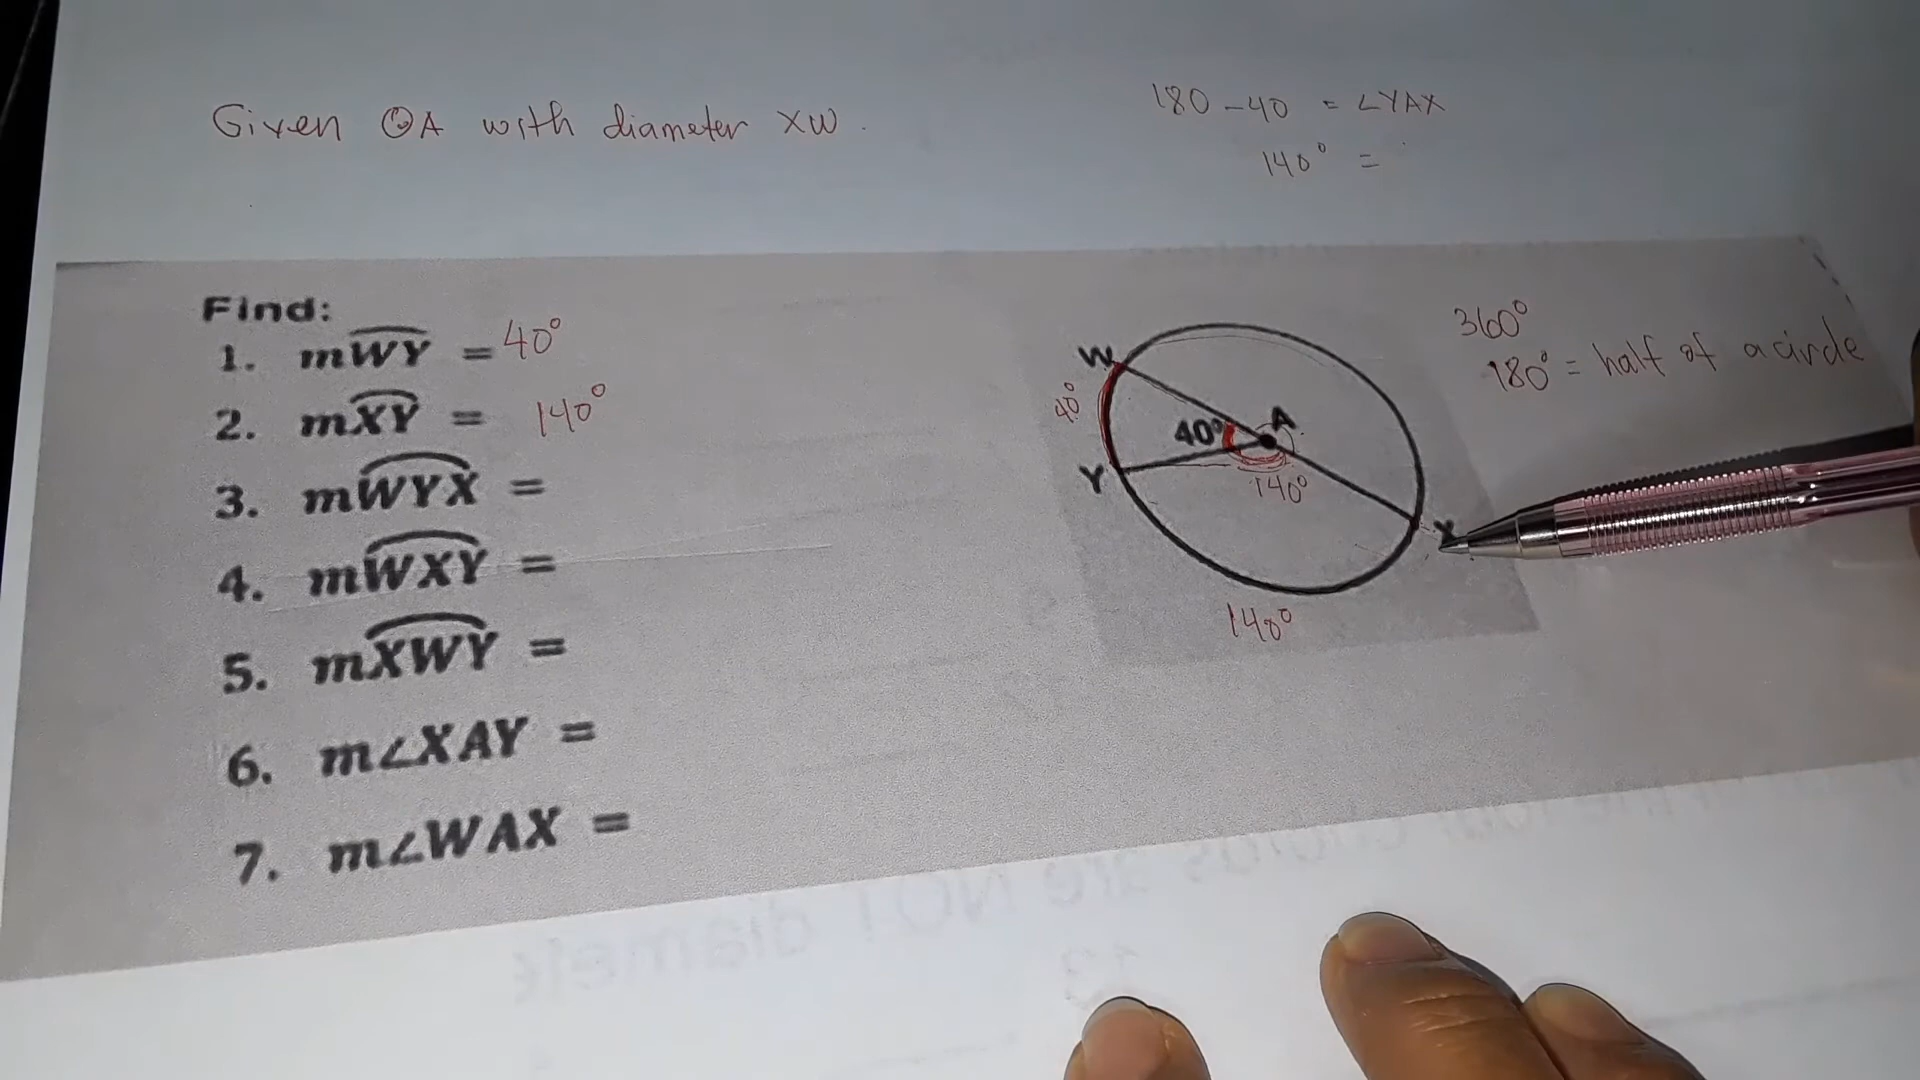 Given ⊙A with diameter XW.
180 - 40 = ∠YAX
140° =
Find:
1. mWY = 40°
2. mXY = 140°
3. mWYX =
4. mWXY =
5. mXWY =
6. m∠XAY =
7. m∠WAX =
W
40°
40°
A
Y
140°
X
140°
360°
180° = half of a circle